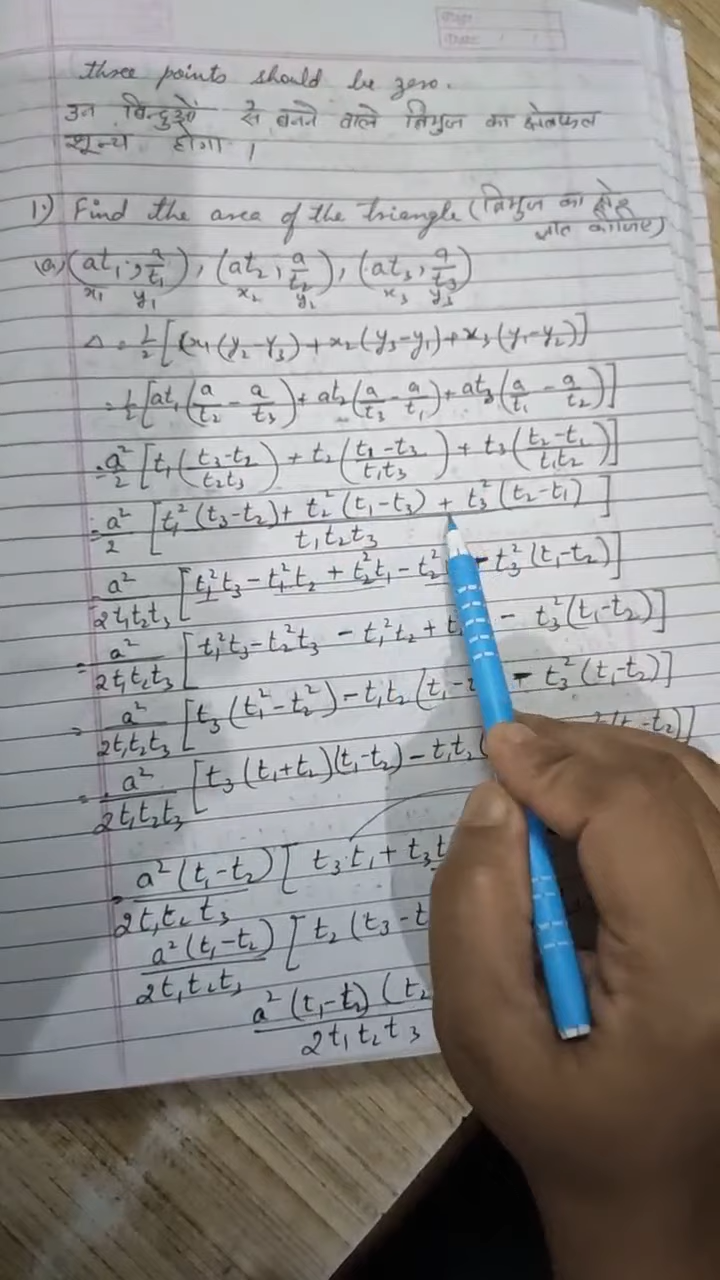 three points should be zero.
उन बिन्दुओं से बनने वाले त्रिभुज का क्षेत्रफल
शून्य होगा ।
1.) Find the area of the triangle (त्रिभुज का क्षेत्र
ज्ञात कीजिए)
(a) (at₁, a/t₁), (at₂, a/t₂), (at₃, a/t₃)
x₁ y₁ x₂ y₂ x₃ y₃
Δ = 1/2 [(x₁(y₂-y₃) + x₂(y₃-y₁) + x₃(y₁-y₂)]
= 1/2 [at₁(a/t₂ - a/t₃) + at₂(a/t₃ - a/t₁) + at₃(a/t₁ - a/t₂)]
= a²/2 [t₁((t₃-t₂)/t₂t₃) + t₂((t₁-t₃)/t₁t₃) + t₃((t₂-t₁)/t₁t₂)]
= a²/2 [(t₁²(t₃-t₂) + t₂²(t₁-t₃) + t₃²(t₂-t₁))/t₁t₂t₃]
= a²/2t₁t₂t₃ [t₁²t₃ - t₁²t₂ + t₂²t₁ - t₂² - t₃²(t₁-t₂)]
= a²/2t₁t₂t₃ [t₁²t₃ - t₂²t₃ - t₁²t₂ + t - t₃²(t₁-t₂)]
= a²/2t₁t₂t₃ [t₃(t₁²-t₂²) - t₁t₂(t₁- - t₃²(t₁-t₂)]
= a²/2t₁t₂t₃ [t₃(t₁+t₂)(t₁-t₂) - t₁t₂( ²(t₁-t₂)]
= a²(t₁-t₂)/2t₁t₂t₃ [t₃t₁ + t₃t
a²(t₁-t₂)/2t₁t₂t₃ [t₂(t₃-t
a²(t₁-t₂)(t₂/2t₁t₂t₃